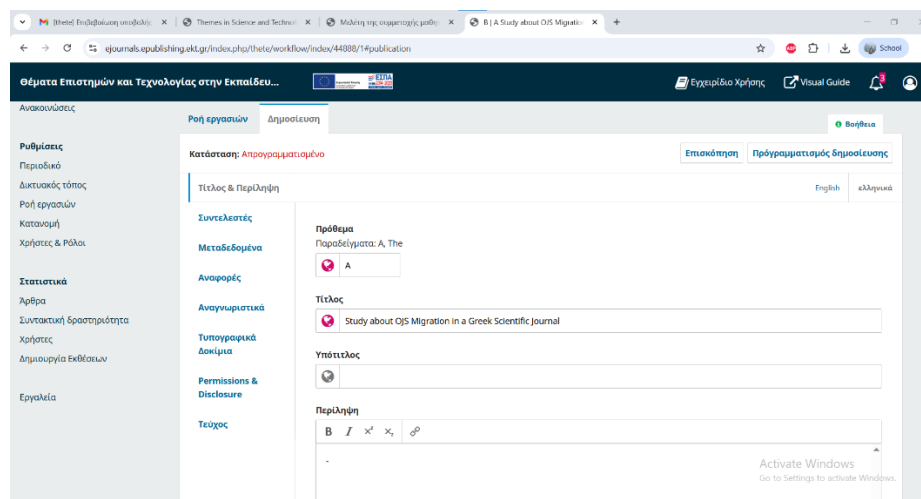 [thete] Επιβεβαίωση υποβολής
Themes in Science and Technol
Μελέτη της συμμετοχής μαθη
B | A Study about OJS Migratio
ejournals.epublishing.ekt.gr/index.php/thete/workflow/index/44888/1#publication
School
Θέματα Επιστημών και Τεχνολογίας στην Εκπαίδευ...
ΕΣΠΑ
Εγχειρίδιο Χρήσης
Visual Guide
3
Ανακοινώσεις
Ρυθμίσεις
Περιοδικό
Δικτυακός τόπος
Ροή εργασιών
Κατανομή
Χρήστες & Ρόλοι
Στατιστικά
Άρθρα
Συντακτική δραστηριότητα
Χρήστες
Δημιουργία Εκθέσεων
Εργαλεία
Ροή εργασιών
Δημοσίευση
Βοήθεια
Κατάσταση: Απρογραμματισμένο
Επισκόπηση
Πρόγραμματισμός δημοσίευσης
Τίτλος & Περίληψη
English
ελληνικά
Συντελεστές
Μεταδεδομένα
Αναφορές
Αναγνωριστικά
Τυπογραφικά
Δοκίμια
Permissions &
Disclosure
Τεύχος
Πρόθεμα
Παραδείγματα: A, The
A
Τίτλος
Study about OJS Migration in a Greek Scientific Journal
Υπότιτλος
Περίληψη
B I x² x₂
-
Activate Windows
Go to Settings to activate Windows.